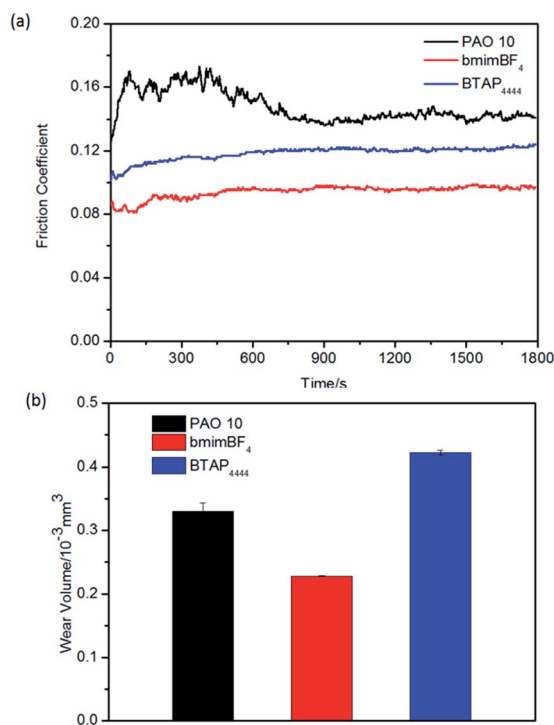 (a)
0.20
0.16
0.12
0.08
0.04
0.00
Friction Coefficient
PAO 10
bmimBF₄
BTAP₄₄₄₄
0 300 600 900 1200 1500 1800
Time/s
(b)
0.5
0.4
0.3
0.2
0.1
0.0
Wear Volume/10⁻³mm³
PAO 10
bmimBF₄
BTAP₄₄₄₄